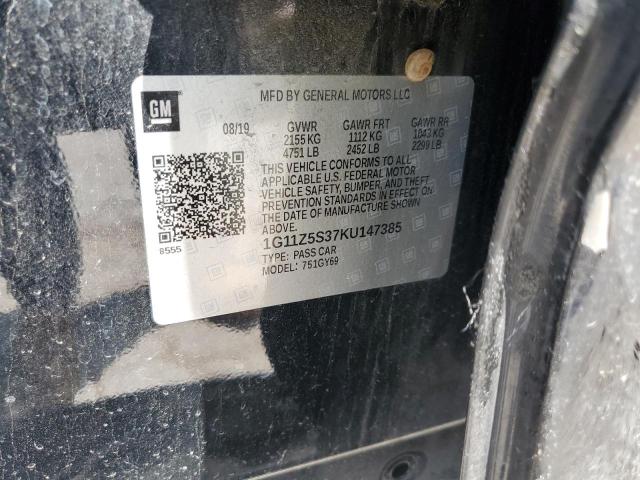 GM
MFD BY GENERAL MOTORS LLC
08/19 GVWR GAWR FRT GAWR RR
2155 KG 1112 KG 1043 KG
4751 LB 2452 LB 2299 LB
THIS VEHICLE CONFORMS TO ALL
APPLICABLE U.S. FEDERAL MOTOR
VEHICLE SAFETY, BUMPER, AND THEFT
PREVENTION STANDARDS IN EFFECT ON
THE DATE OF MANUFACTURE SHOWN
ABOVE.
8555
1G11Z5S37KU147385
TYPE: PASS CAR
MODEL: 751GY69